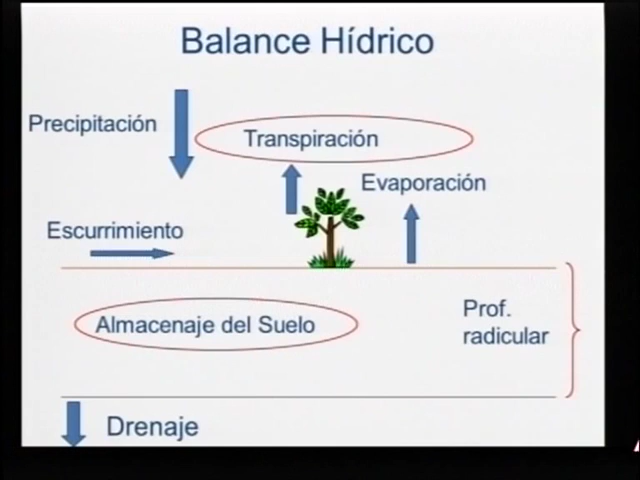 Balance Hídrico
Precipitación
Transpiración
Evaporación
Escurrimiento
Almacenaje del Suelo
Prof.
radicular
Drenaje